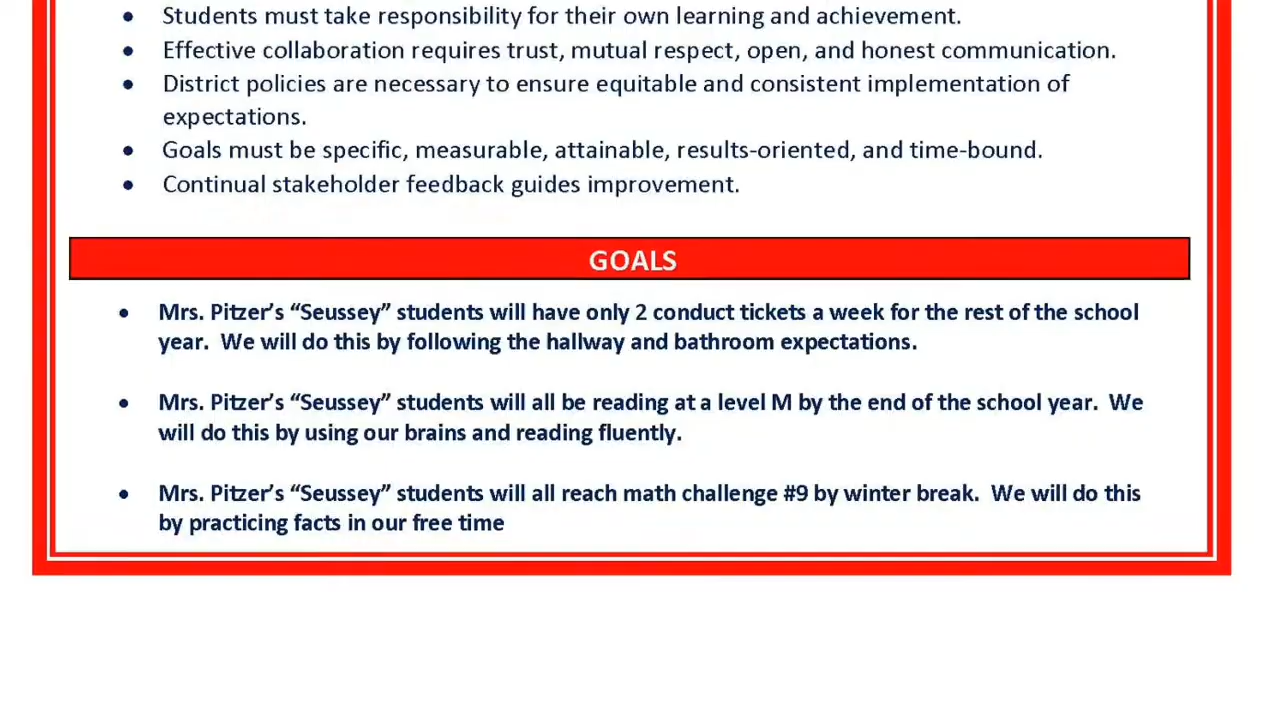 • Students must take responsibility for their own learning and achievement.
• Effective collaboration requires trust, mutual respect, open, and honest communication.
• District policies are necessary to ensure equitable and consistent implementation of
expectations.
• Goals must be specific, measurable, attainable, results-oriented, and time-bound.
• Continual stakeholder feedback guides improvement.
GOALS
• Mrs. Pitzer’s “Seussey” students will have only 2 conduct tickets a week for the rest of the school
year.  We will do this by following the hallway and bathroom expectations.
• Mrs. Pitzer’s “Seussey” students will all be reading at a level M by the end of the school year.  We
will do this by using our brains and reading fluently.
• Mrs. Pitzer’s “Seussey” students will all reach math challenge #9 by winter break.  We will do this
by practicing facts in our free time